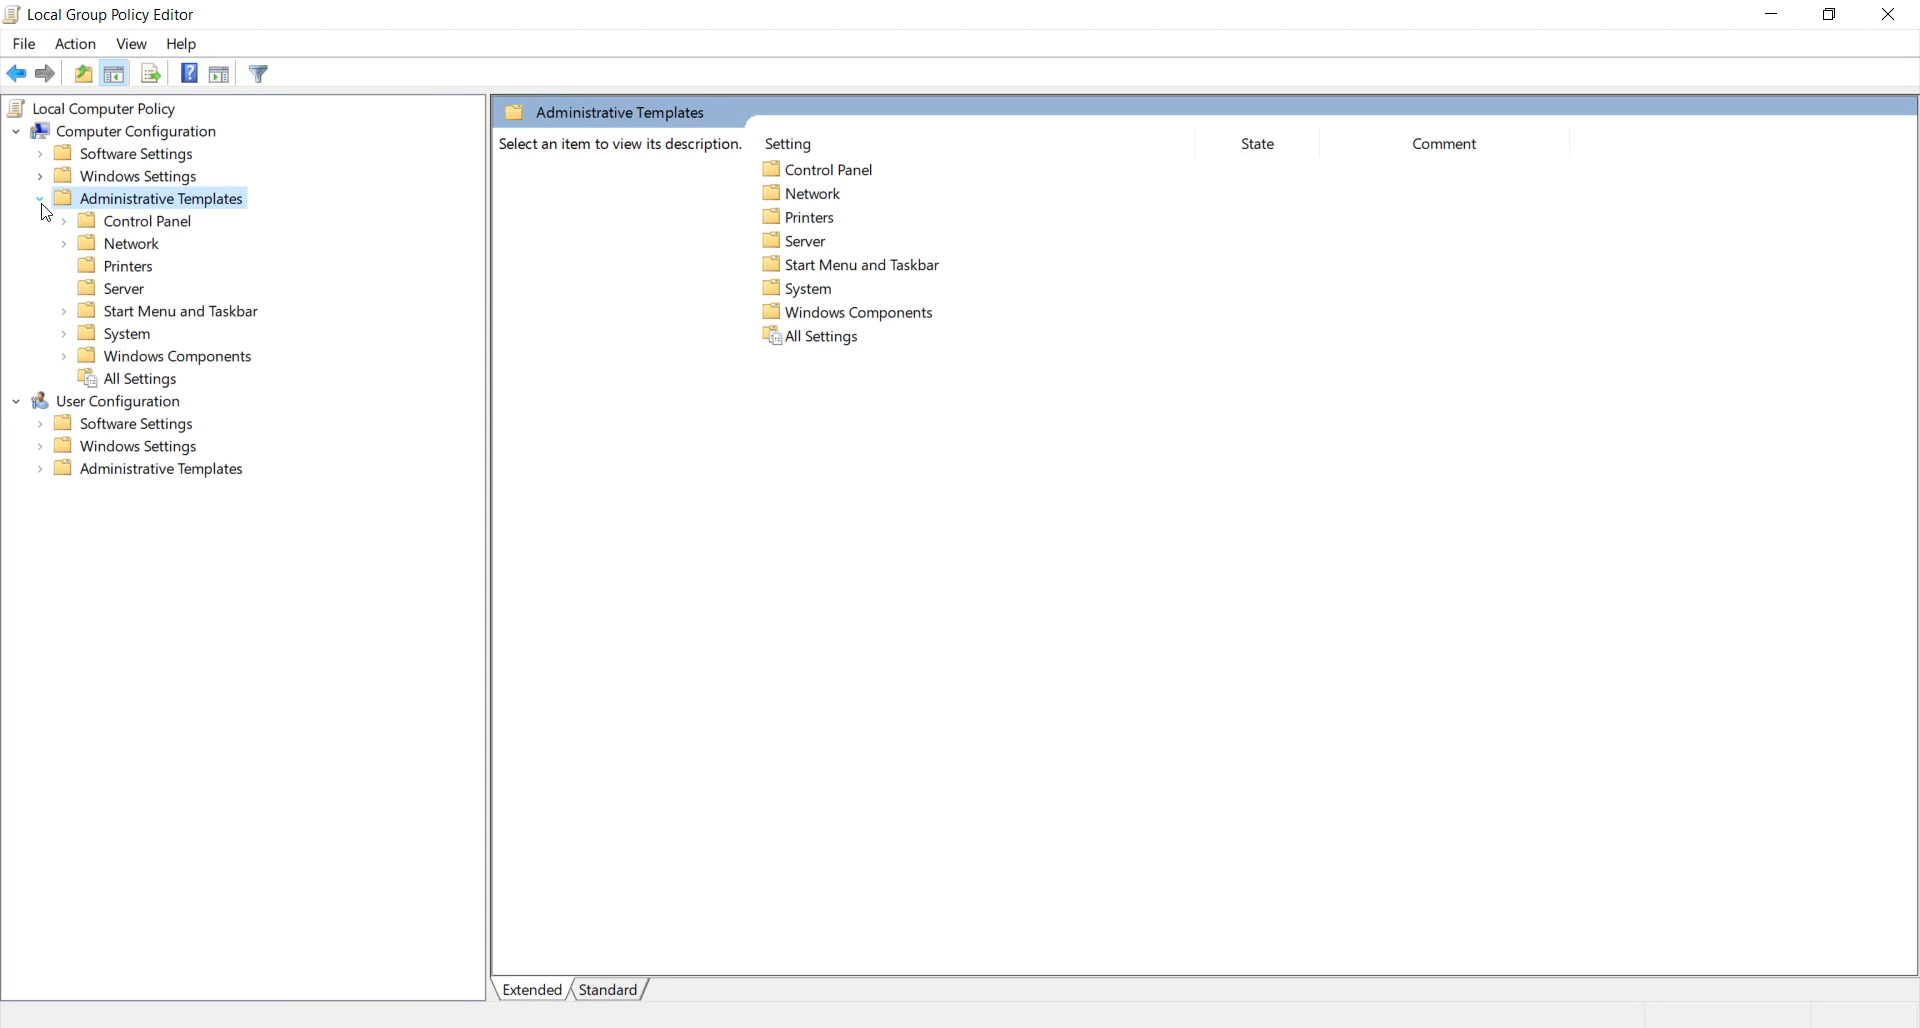 Local Group Policy Editor
File Action View Help
Local Computer Policy
Computer Configuration
Software Settings
Windows Settings
Administrative Templates
Control Panel
Network
Printers
Server
Start Menu and Taskbar
System
Windows Components
All Settings
User Configuration
Software Settings
Windows Settings
Administrative Templates
Administrative Templates
Select an item to view its description.
Setting State Comment
Control Panel
Network
Printers
Server
Start Menu and Taskbar
System
Windows Components
All Settings
Extended Standard